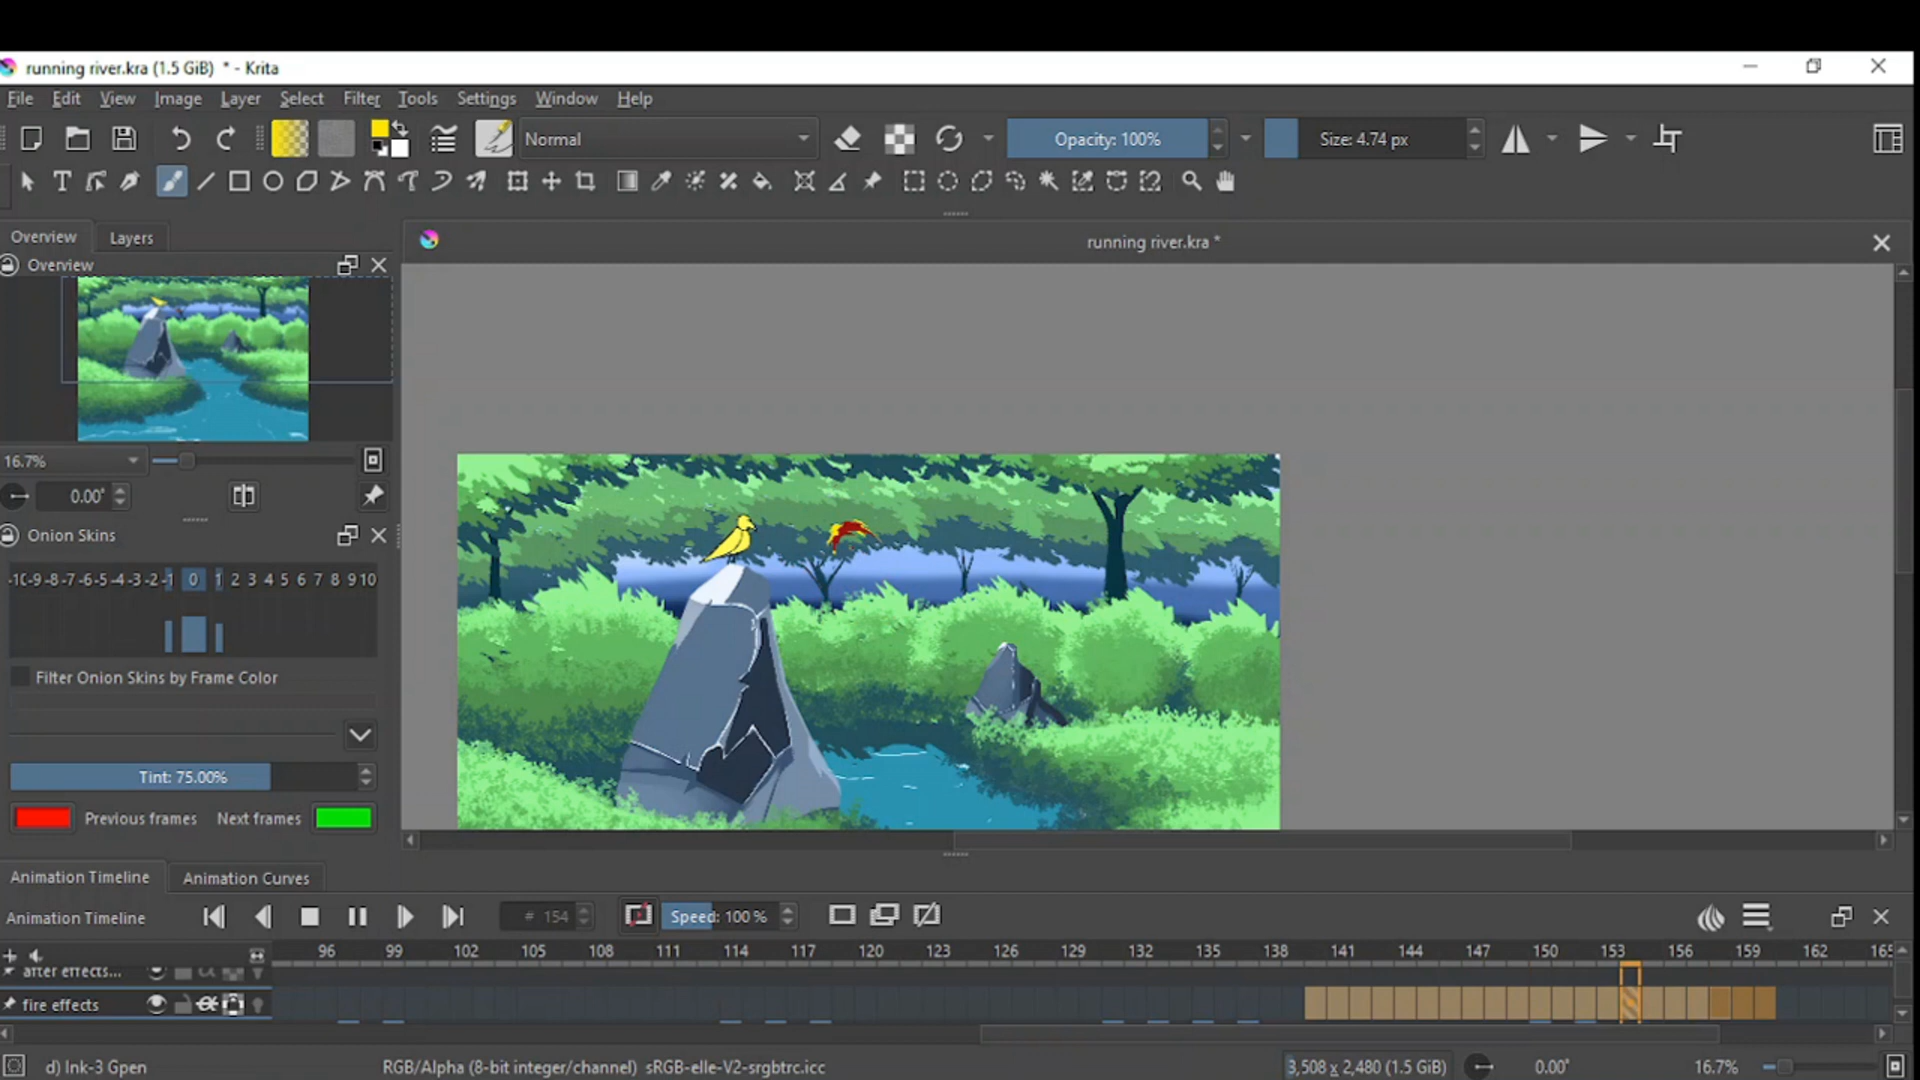 running river.kra (1.5 GiB) * - Krita
File Edit View Image Layer Select Filter Tools Settings Window Help
Normal Opacity: 100% Size: 4.74 px
Overview Layers
running river.kra *
Overview
16.7%
0.00°
Onion Skins
-10 -9 -8 -7 -6 -5 -4 -3 -2 -1 0 1 2 3 4 5 6 7 8 9 10
Filter Onion Skins by Frame Color
Tint: 75.00%
Previous frames Next frames
Animation Timeline Animation Curves
Animation Timeline # 154 Speed: 100 %
96 99 102 105 108 111 114 117 120 123 126 129 132 135 138 141 144 147 150 153 156 159 162 165
after effects...
fire effects
d) Ink-3 Gpen RGB/Alpha (8-bit integer/channel) sRGB-elle-V2-srgbtrc.icc 3,508 x 2,480 (1.5 GiB) 0.00° 16.7%